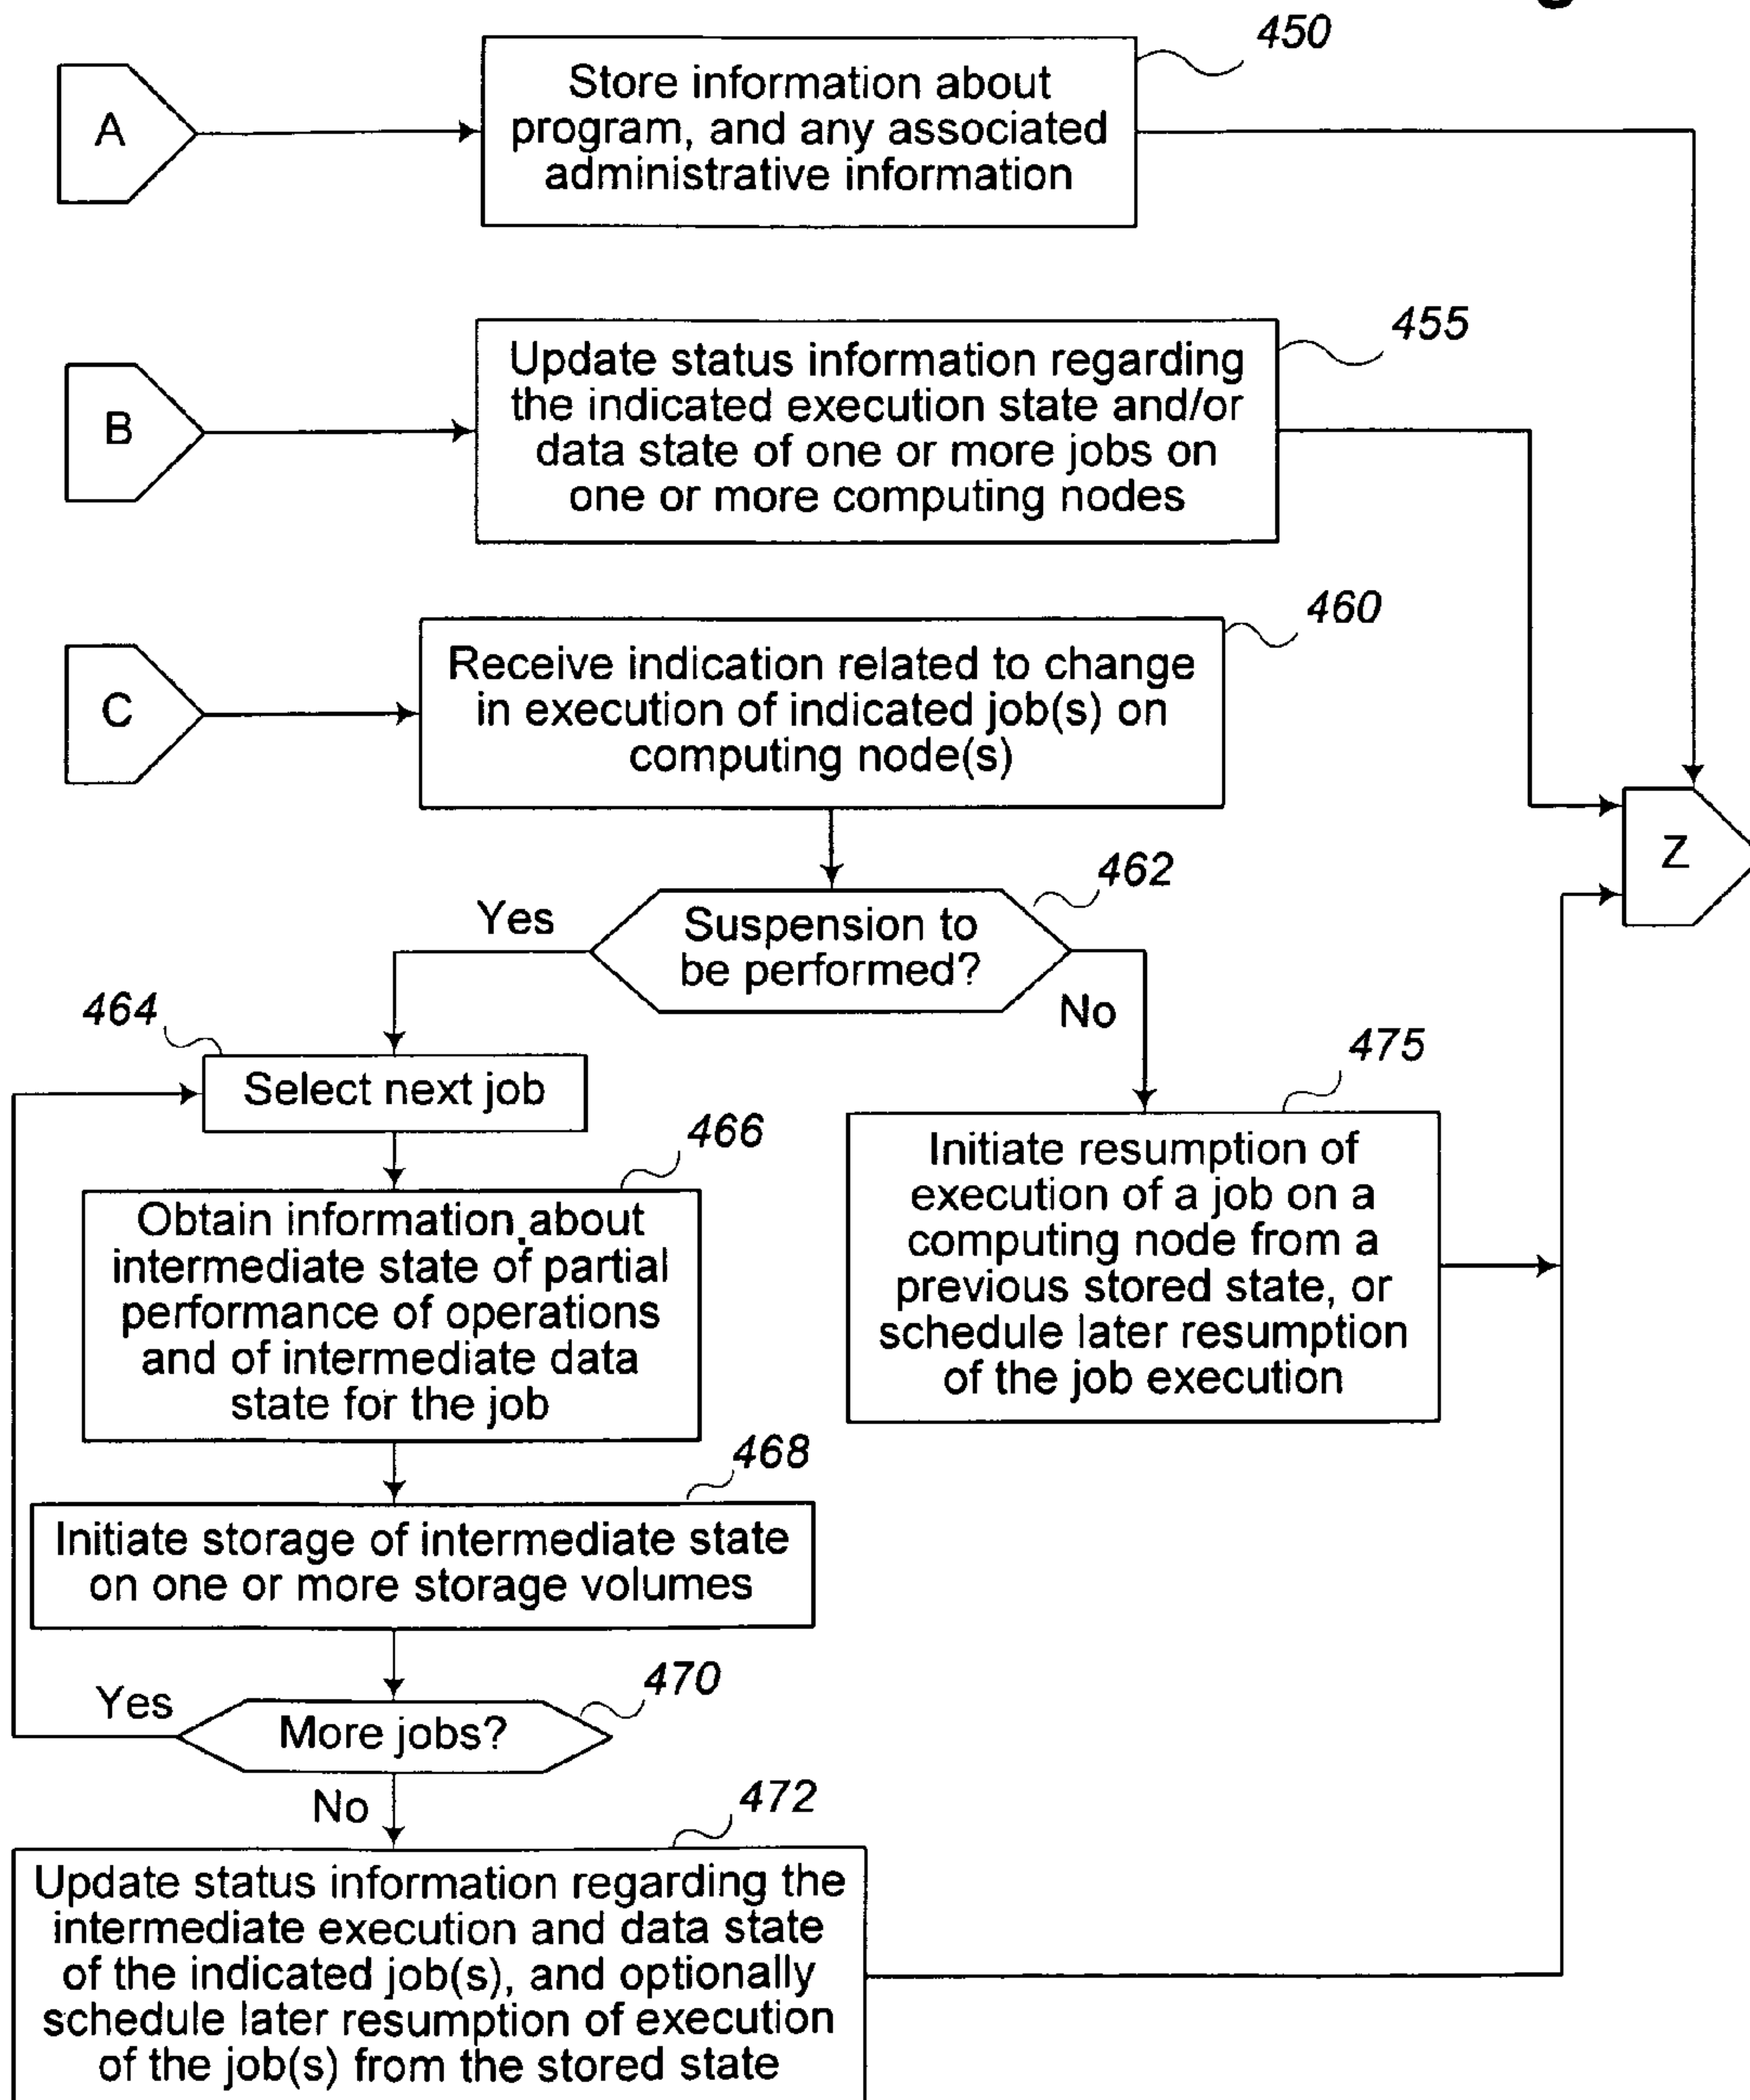 450
A
Store information about
program, and any associated
administrative information
455
B
Update status information regarding
the indicated execution state and/or
data state of one or more jobs on
one or more computing nodes
460
C
Receive indication related to change
in execution of indicated job(s) on
computing node(s)
Z
462
Yes
Suspension to
be performed?
No
464
Select next job
475
466
Initiate resumption of
execution of a job on a
computing node from a
previous stored state, or
schedule later resumption
of the job execution
Obtain information about
intermediate state of partial
performance of operations
and of intermediate data
state for the job
468
Initiate storage of intermediate state
on one or more storage volumes
470
Yes
More jobs?
No
472
Update status information regarding the
intermediate execution and data state
of the indicated job(s), and optionally
schedule later resumption of execution
of the job(s) from the stored state